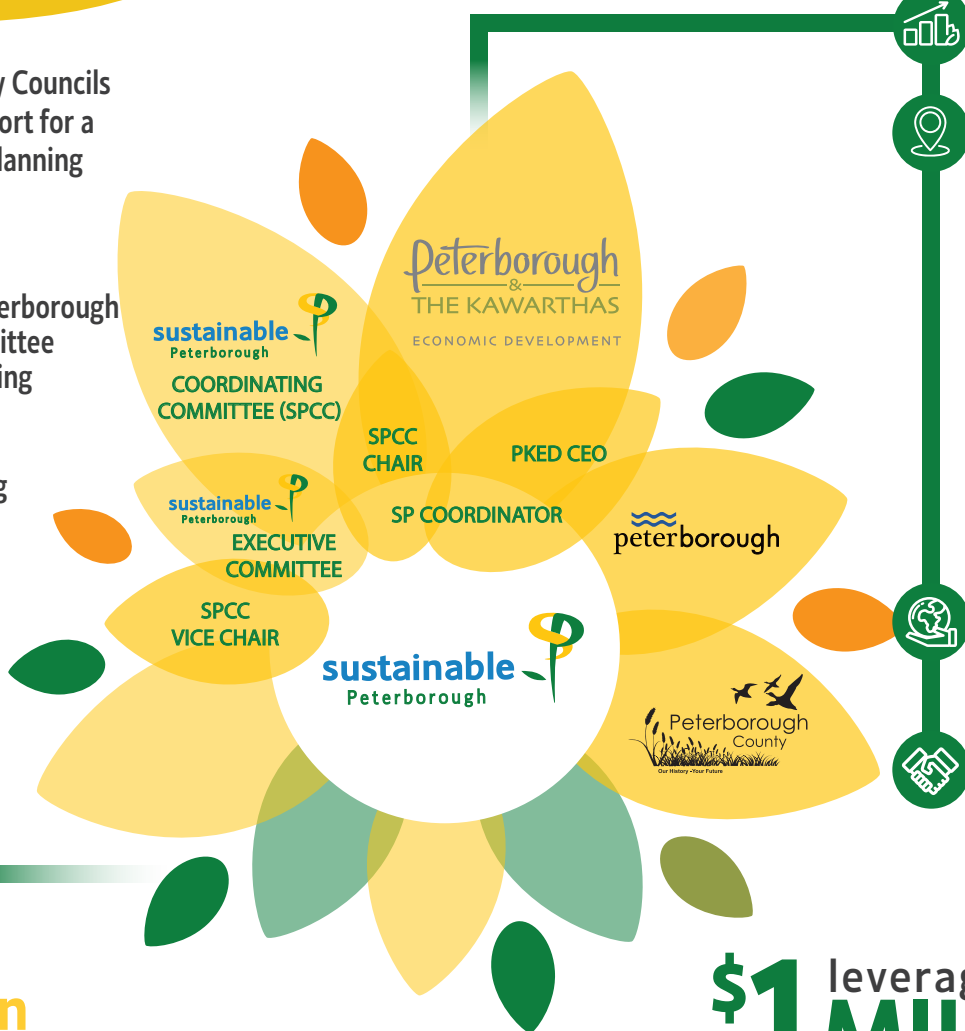 y Councils
ort for a
lanning
erborough
ittee
ing
g
Peterborough
&
THE KAWARTHAS
ECONOMIC DEVELOPMENT
sustainable
Peterborough
COORDINATING
COMMITTEE (SPCC)
SPCC
CHAIR
PKED CEO
sustainable
Peterborough
EXECUTIVE
COMMITTEE
SP COORDINATOR
peterborough
SPCC
VICE CHAIR
sustainable
Peterborough
Peterborough
County
Our History • Your Future
n
$1 leverag